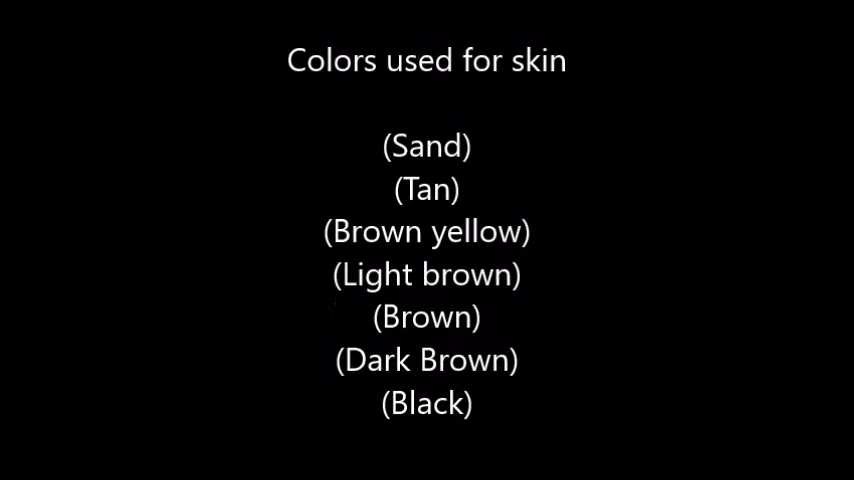 Colors used for skin
(Sand)
(Tan)
(Brown yellow)
(Light brown)
(Brown)
(Dark Brown)
(Black)